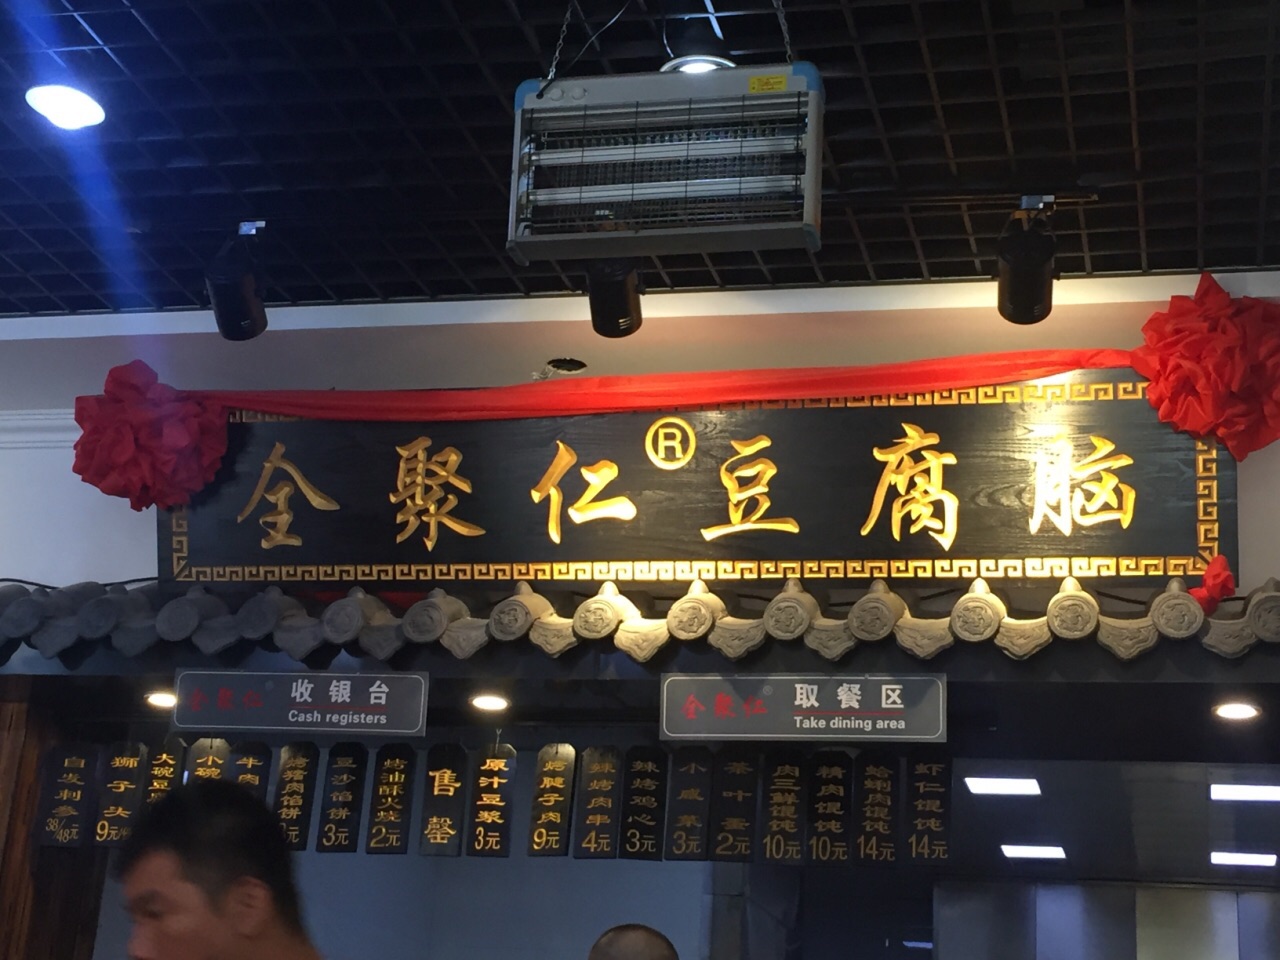 全聚仁®豆腐脑
全聚仁® 收银台
Cash registers
全聚仁® 取餐区
Take dining area
自发刺参 38/48元
狮子头 9元
大碗豆腐
小碗
牛肉
烤猪肉馅饼
豆沙馅饼 3元
烤油酥火烧 2元
售罄
原汁豆浆 3元
烤腱子肉 9元
辣烤肉串 4元
辣烤鸡心 3元
小咸菜 3元
茶叶蛋 2元
肉三鲜馄饨 10元
精肉馄饨 10元
蛤蜊肉馄饨 14元
虾仁馄饨 14元